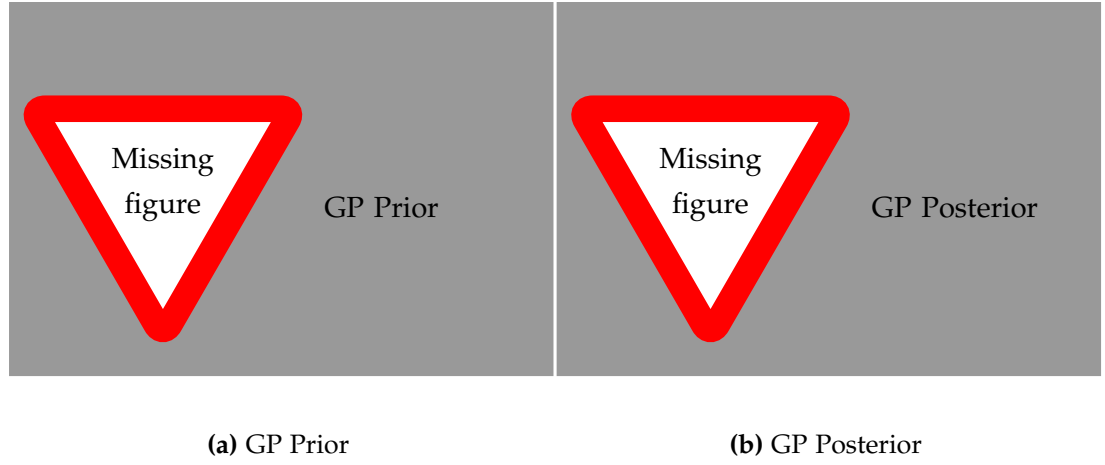 Missing
figure
GP Prior
Missing
figure
GP Posterior
(a) GP Prior
(b) GP Posterior